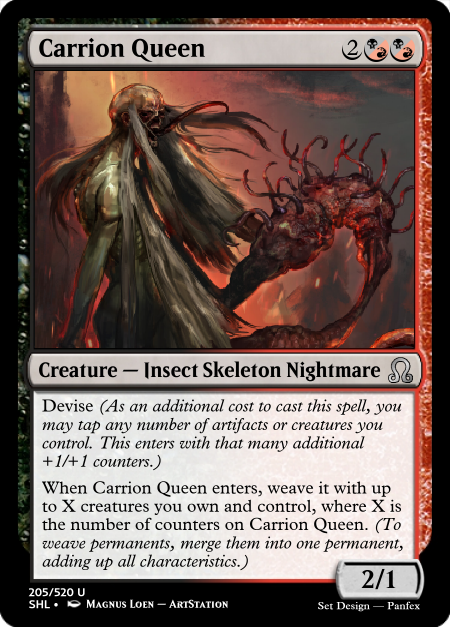 Carrion Queen 2
Creature — Insect Skeleton Nightmare
Devise (As an additional cost to cast this spell, you
may tap any number of artifacts or creatures you
control. This enters with that many additional
+1/+1 counters.)
When Carrion Queen enters, weave it with up
to X creatures you own and control, where X is
the number of counters on Carrion Queen. (To
weave permanents, merge them into one permanent,
adding up all characteristics.)
2/1
205/520 U
SHL • Magnus Loen — ArtStation
Set Design — Panfex